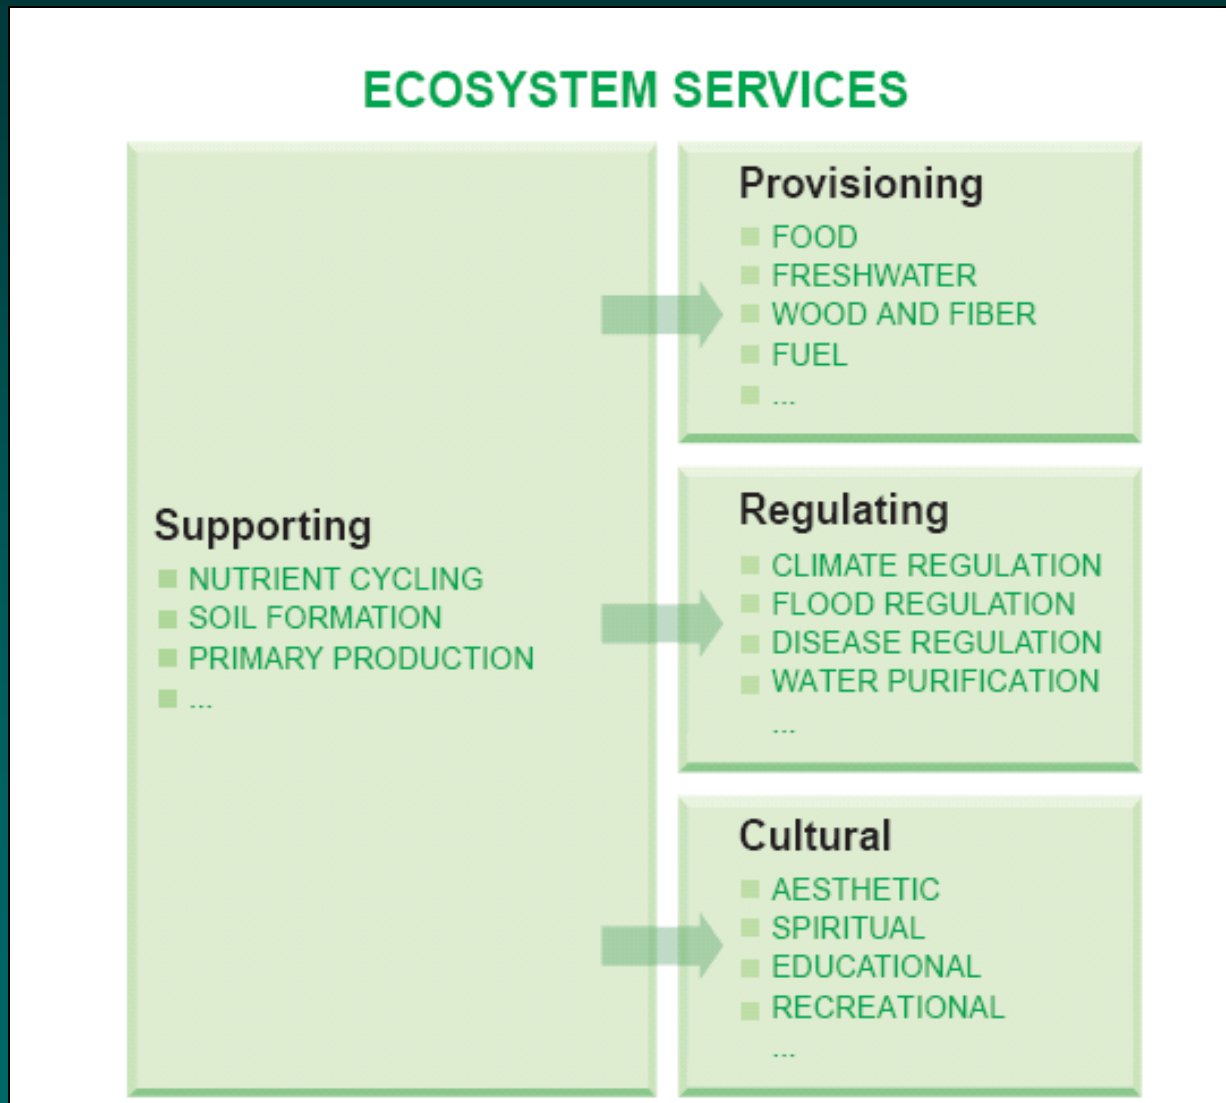 ECOSYSTEM SERVICES
Supporting
NUTRIENT CYCLING
SOIL FORMATION
PRIMARY PRODUCTION
...
Provisioning
FOOD
FRESHWATER
WOOD AND FIBER
FUEL
...
Regulating
CLIMATE REGULATION
FLOOD REGULATION
DISEASE REGULATION
WATER PURIFICATION
...
Cultural
AESTHETIC
SPIRITUAL
EDUCATIONAL
RECREATIONAL
...